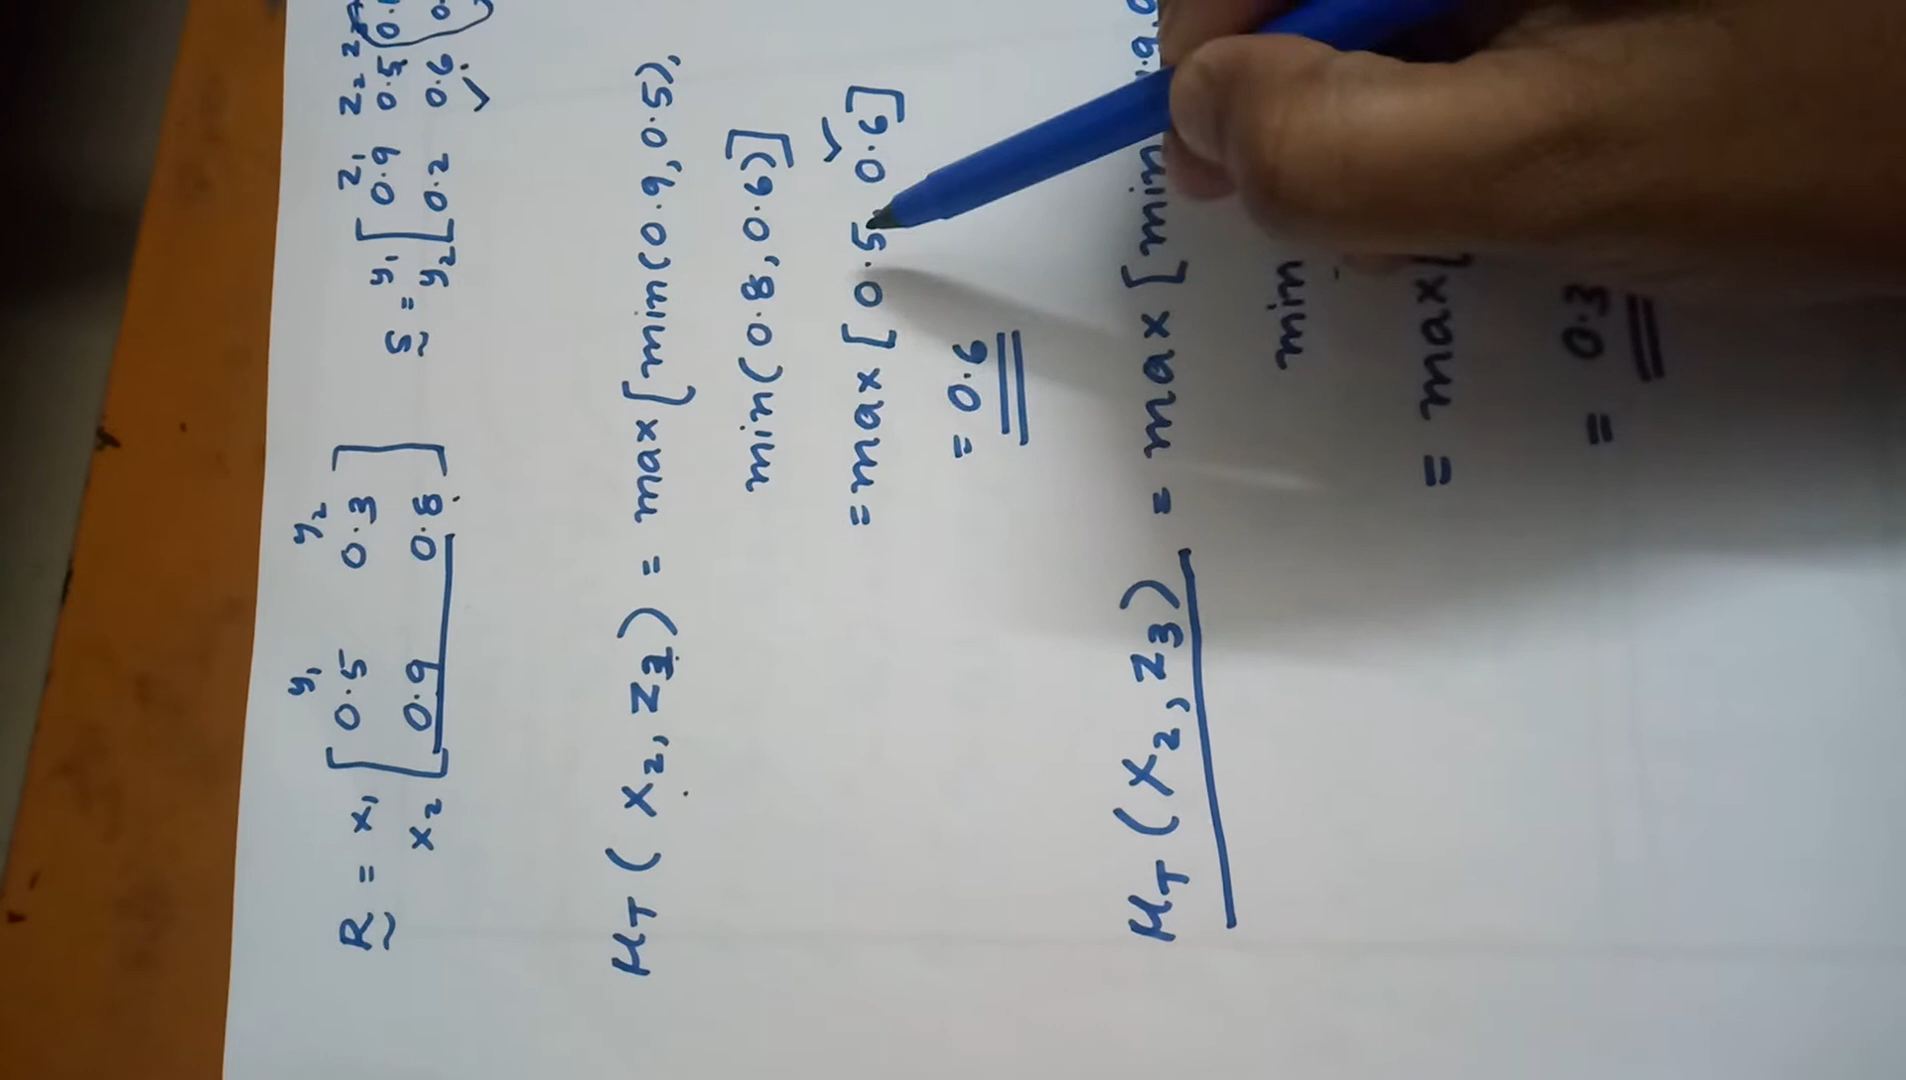 y₁ y₂ z₁ z₂
R = x₁ [ 0.5 0.3 ] S = y₁ [ 0.9 0.5
x₂ [ 0.9 0.8 ] y₂ [ 0.2 0.6
μT ( x₂, z₂ ) = max [ min ( 0.9, 0.5 ),
min ( 0.8, 0.6 ) ]
= max [ 0.5, 0.6 ]
= 0.6
μT ( x₂, z₃ ) = max [ min
min
= max [
= 0.3